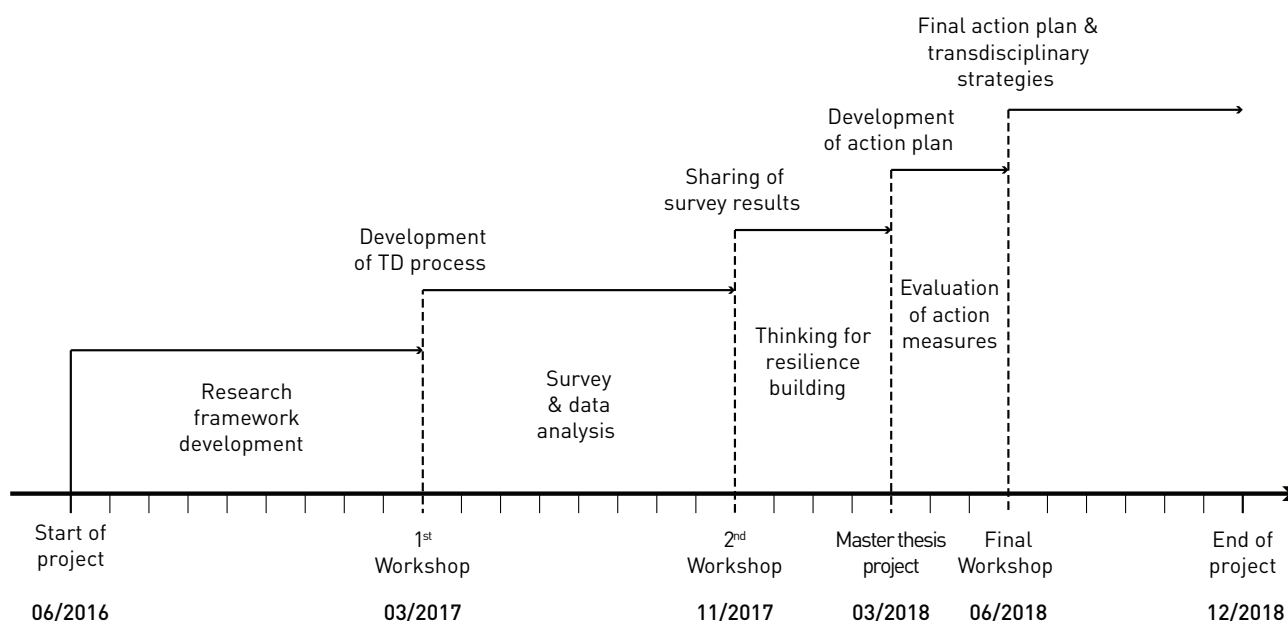 Final action plan &
transdisciplinary
strategies
Development
of action plan
Sharing of
survey results
Development
of TD process
Evaluation
of action
measures
Thinking for
resilience
building
Survey
& data
analysis
Research
framework
development
Start of
project
06/2016
1st
Workshop
03/2017
2nd
Workshop
11/2017
Master thesis
project
03/2018
Final
Workshop
06/2018
End of
project
12/2018